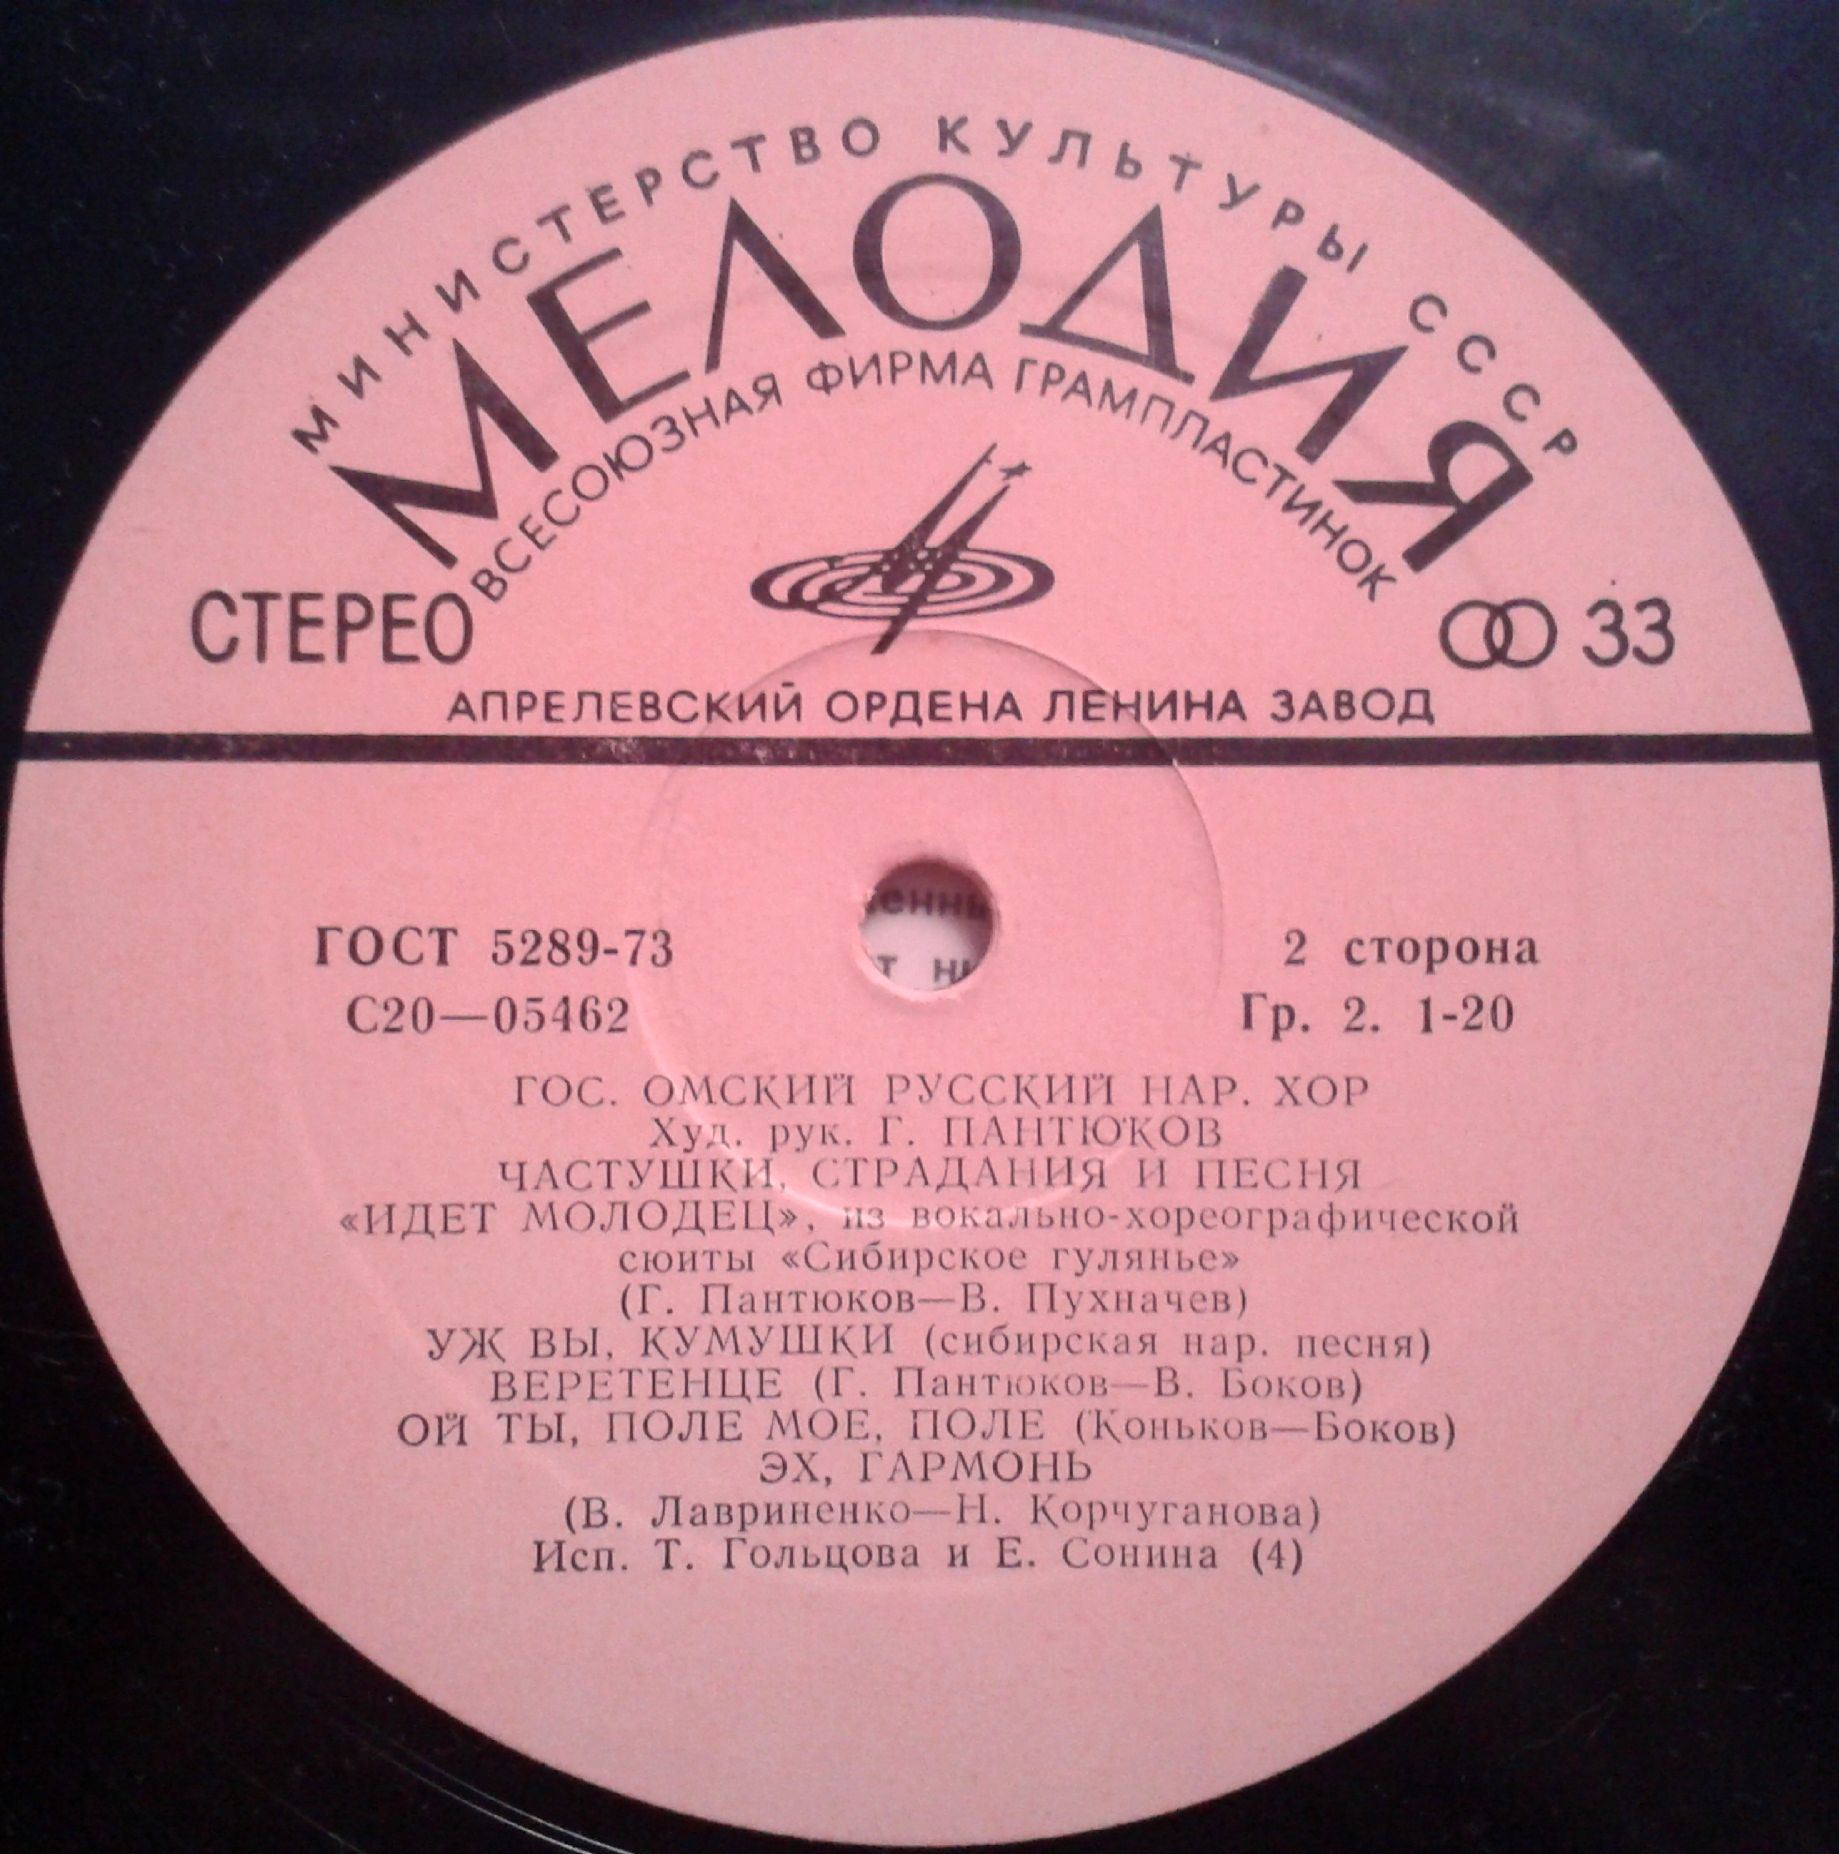 МИНИСТЕРСТВО КУЛЬТУРЫ СССР
МЕЛОДИЯ
ВСЕСОЮЗНАЯ ФИРМА ГРАМПЛАСТИНОК
СТЕРЕО 33
АПРЕЛЕВСКИЙ ОРДЕНА ЛЕНИНА ЗАВОД
ГОСТ 5289-73 2 сторона
С20—05462 Гр. 2. 1-20
ГОС. ОМСКИЙ РУССКИЙ НАР. ХОР
Худ. рук. Г. ПАНТЮКОВ
ЧАСТУШКИ, СТРАДАНИЯ И ПЕСНЯ
«ИДЕТ МОЛОДЕЦ», из вокально-хореографической
сюиты «Сибирское гулянье»
(Г. Пантюков—В. Пухначев)
УЖ ВЫ, КУМУШКИ (сибирская нар. песня)
ВЕРЕТЕНЦЕ (Г. Пантюков—В. Боков)
ОЙ ТЫ, ПОЛЕ МОЕ, ПОЛЕ (Коньков—Боков)
ЭХ, ГАРМОНЬ
(В. Лавриненко—Н. Корчуганова)
Исп. Т. Гольцова и Е. Сонина (4)